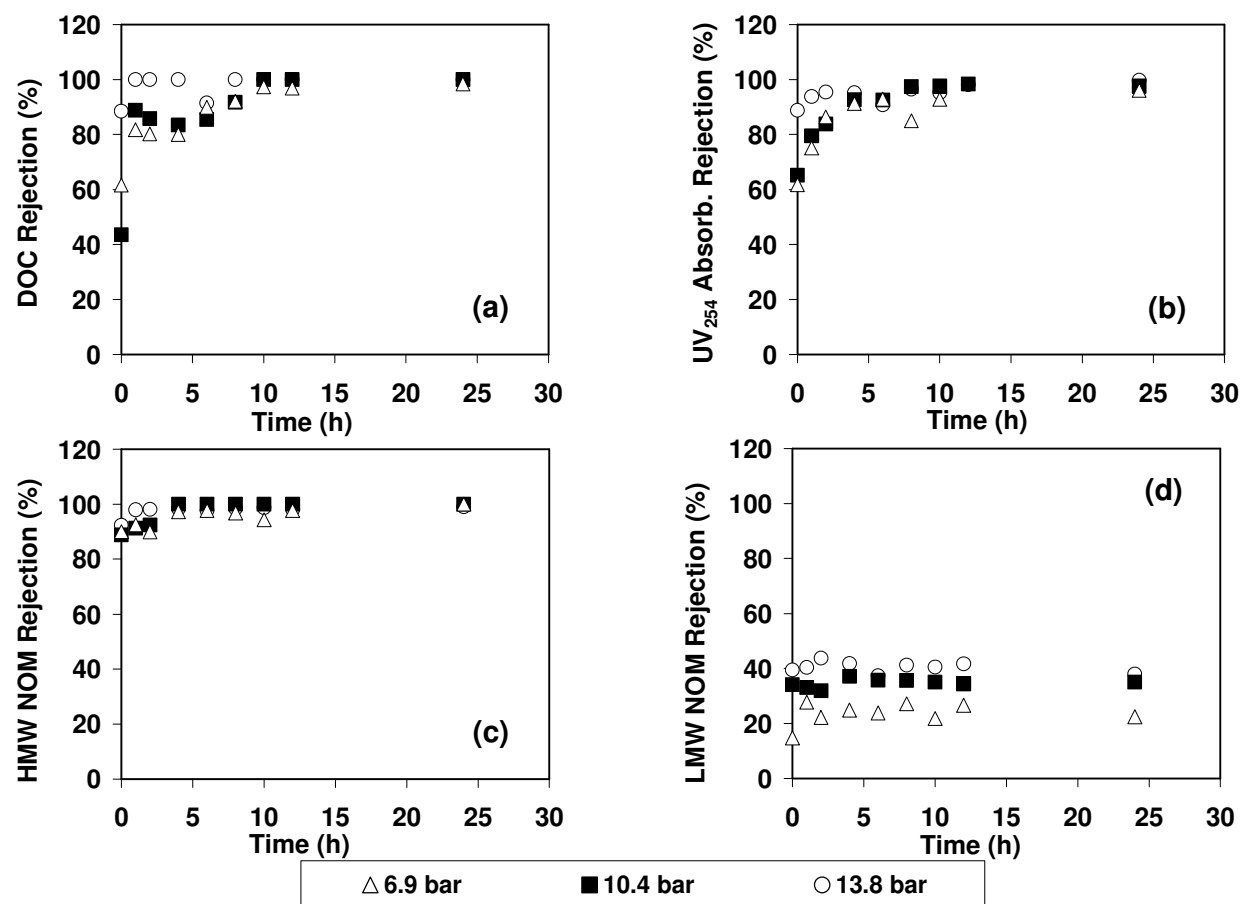 DOC Rejection (%)
120
100
80
60
40
20
0
(a)
0 5 10 15 20 25 30
Time (h)
UV254 Absorb. Rejection (%)
120
100
80
60
40
20
0
(b)
0 5 10 15 20 25 30
Time (h)
HMW NOM Rejection (%)
120
100
80
60
40
20
0
(c)
0 5 10 15 20 25 30
Time (h)
LMW NOM Rejection (%)
120
100
80
60
40
20
0
(d)
0 5 10 15 20 25 30
Time (h)
6.9 bar 10.4 bar 13.8 bar